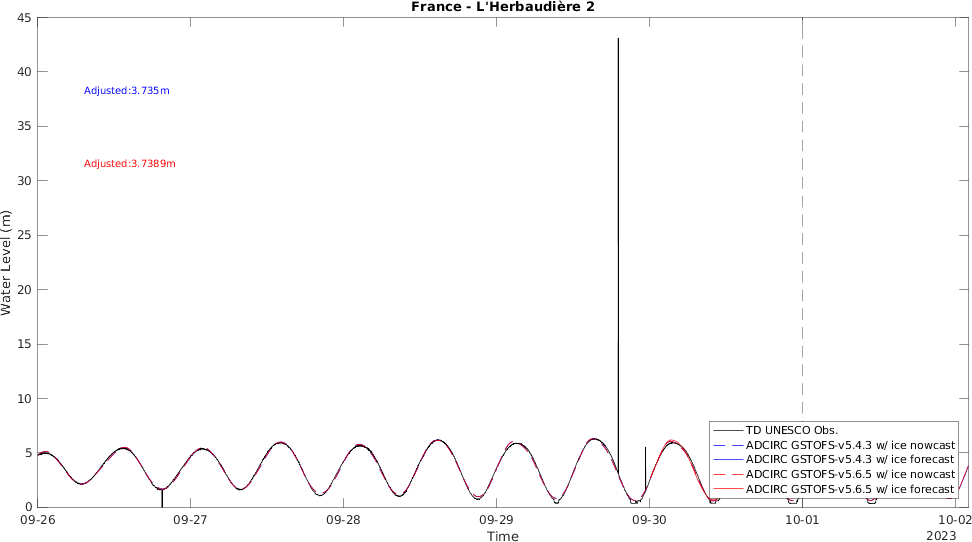 France - L'Herbaudière 2
45
40
35
30
25
20
15
10
5
0
Water Level (m)
Adjusted:3.735m
Adjusted:3.7389m
TD UNESCO Obs.
ADCIRC GSTOFS-v5.4.3 w/ ice nowcast
ADCIRC GSTOFS-v5.4.3 w/ ice forecast
ADCIRC GSTOFS-v5.6.5 w/ ice nowcast
ADCIRC GSTOFS-v5.6.5 w/ ice forecast
09-26 09-27 09-28 09-29 09-30 10-01 10-02
Time
2023